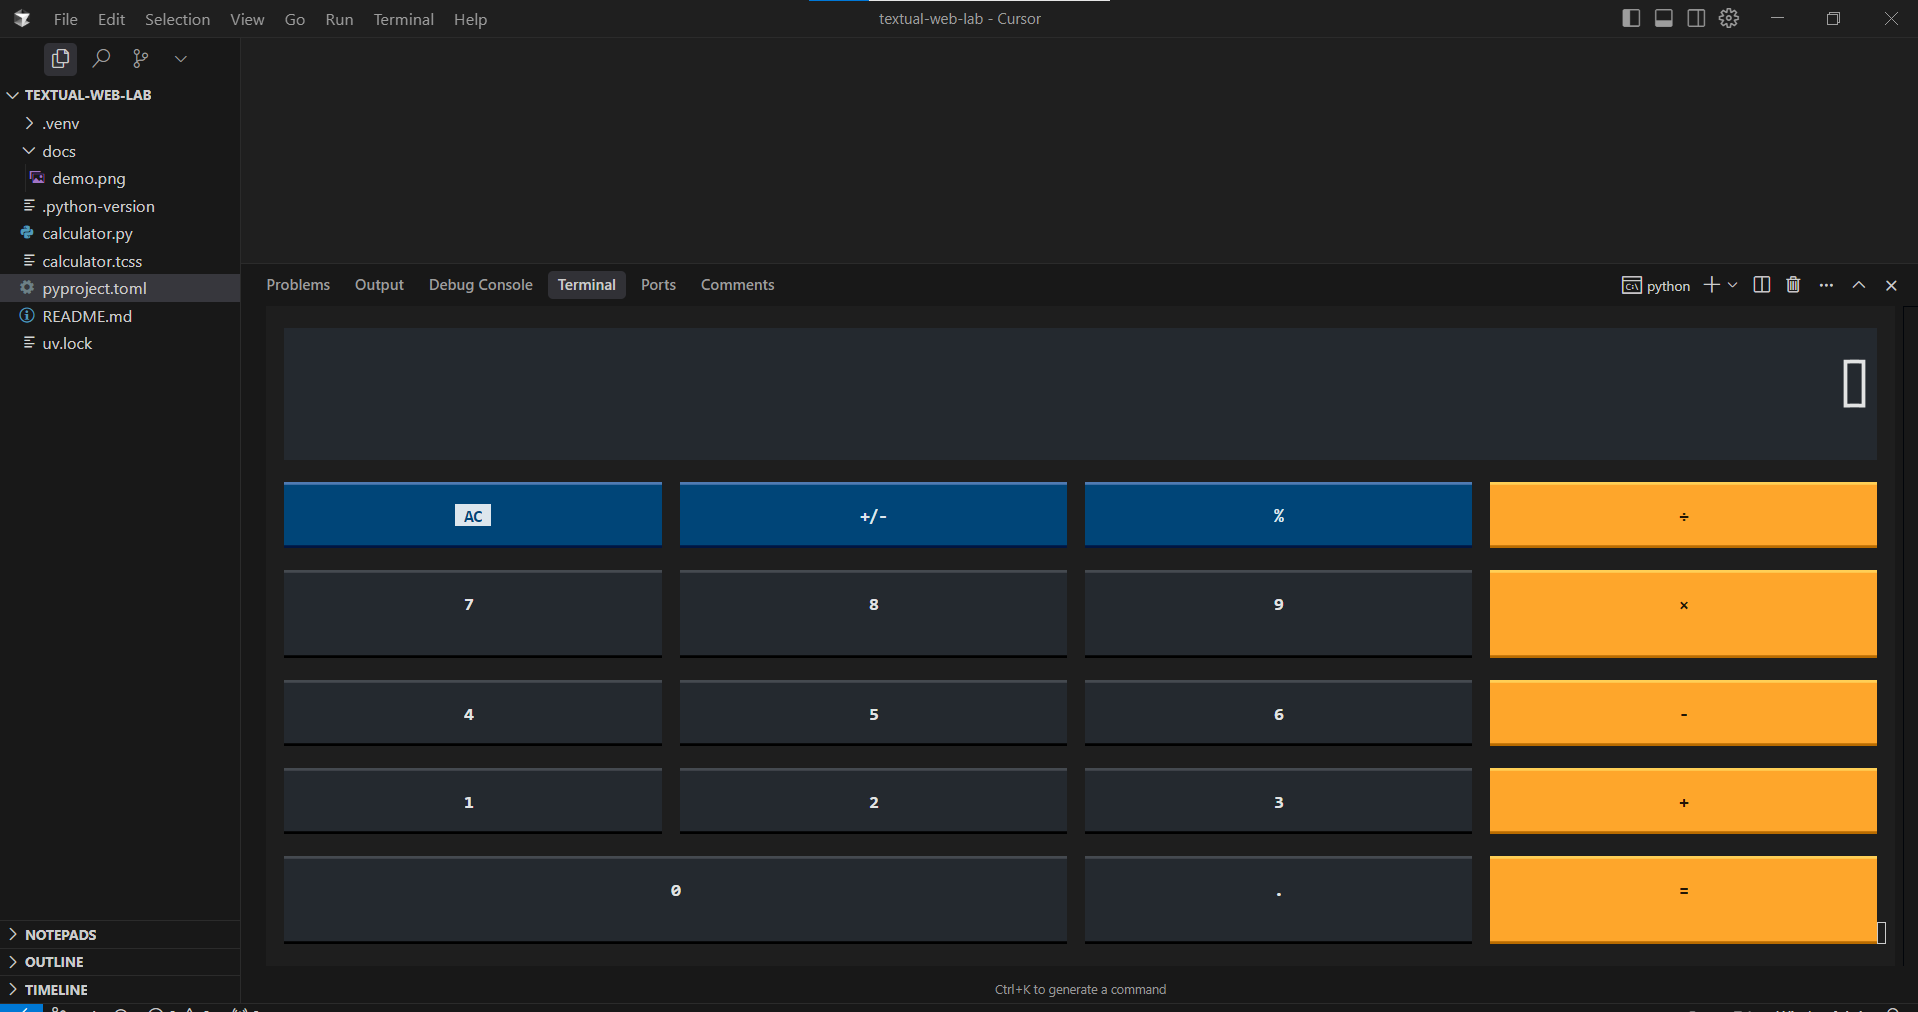 File Edit Selection View Go Run Terminal Help
textual-web-lab - Cursor
TEXTUAL-WEB-LAB
.venv
docs
demo.png
.python-version
calculator.py
calculator.tcss
pyproject.toml
README.md
uv.lock
NOTEPADS
OUTLINE
TIMELINE
Problems Output Debug Console Terminal Ports Comments
python
0
AC +/- % ÷
7 8 9 ×
4 5 6 -
1 2 3 +
0 . =
Ctrl+K to generate a command